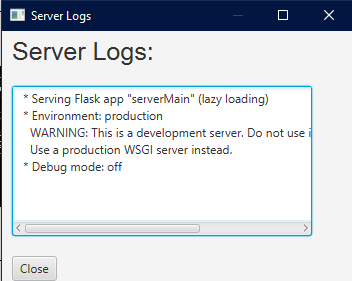 Server Logs
Server Logs:
* Serving Flask app "serverMain" (lazy loading)
* Environment: production
WARNING: This is a development server. Do not use i
Use a production WSGI server instead.
* Debug mode: off
Close